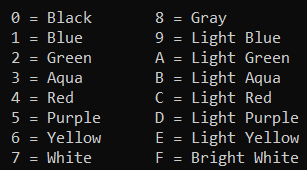 0 = Black 8 = Gray
1 = Blue 9 = Light Blue
2 = Green A = Light Green
3 = Aqua B = Light Aqua
4 = Red C = Light Red
5 = Purple D = Light Purple
6 = Yellow E = Light Yellow
7 = White F = Bright White